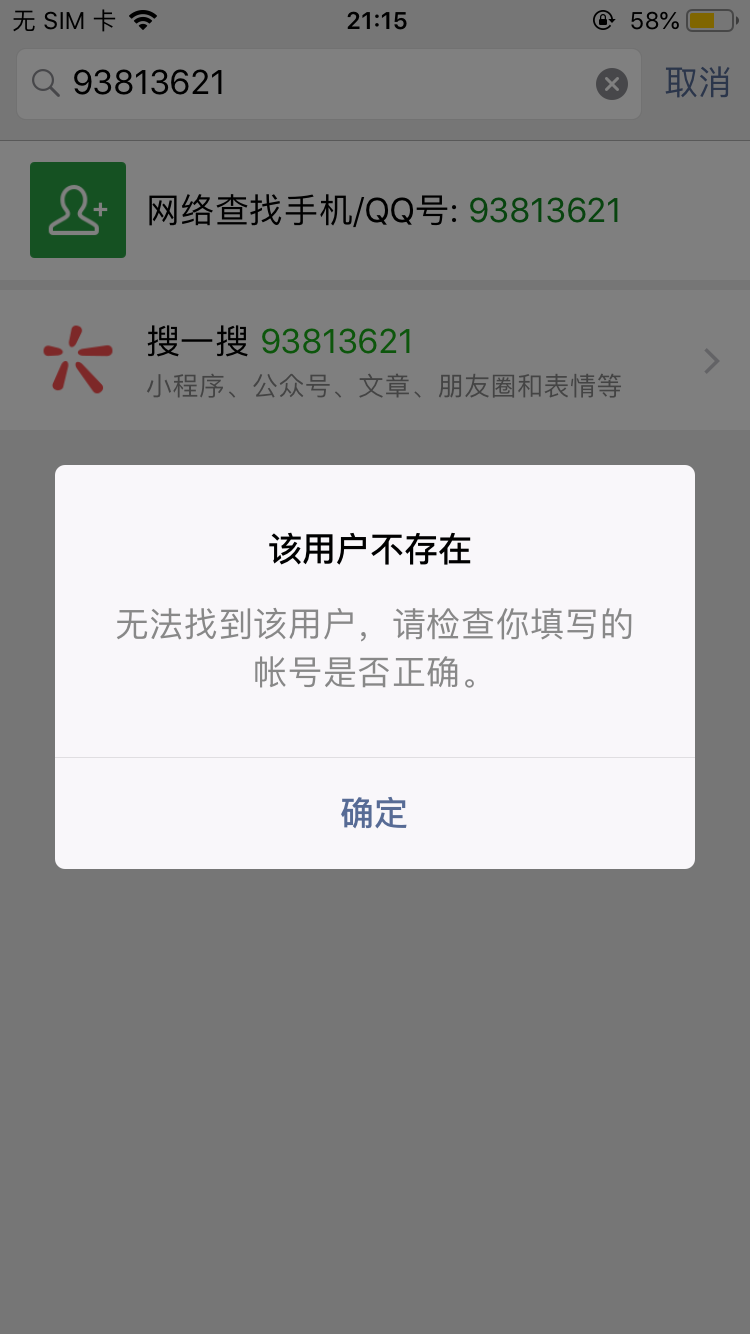 无 SIM 卡 21:15 58%
93813621 取消
网络查找手机/QQ号: 93813621
搜一搜 93813621
小程序、公众号、文章、朋友圈和表情等
该用户不存在
无法找到该用户，请检查你填写的
帐号是否正确。
确定